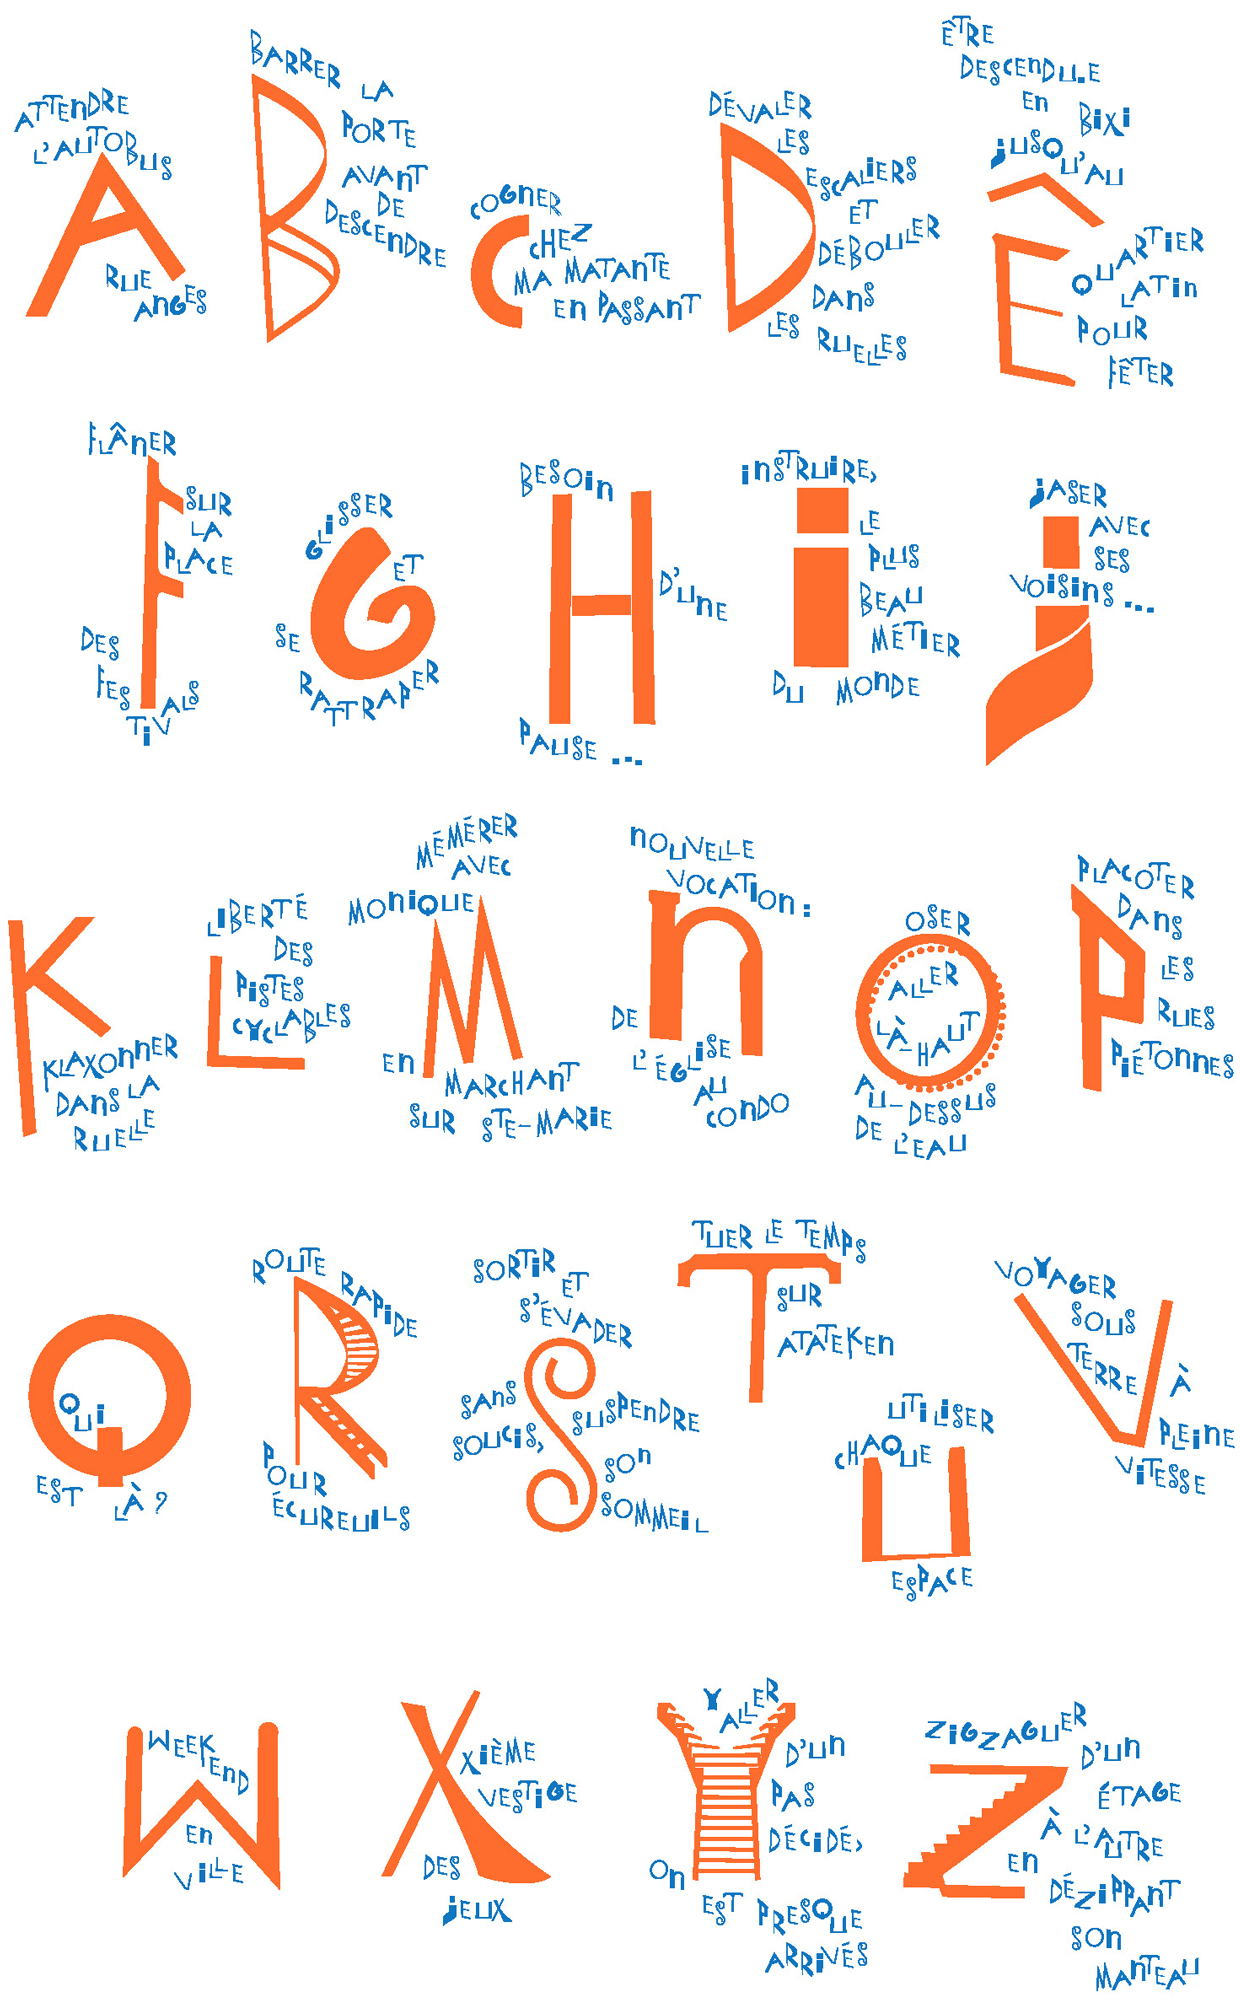 ATTENDRE
L'AUTOBUS
A
RUE
ANGES
BARRER LA
PORTE
AVANT
DE
DESCENDRE
B
COGNER
CHEZ
MA MATANTE
EN PASSANT
C
DÉVALER
LES
ESCALIERS
ET
DÉBOULER
DANS
LES RUELLES
D
ÊTRE
DESCENDU.E
EN BIXI
JUSQU'AU
Ê
QUARTIER
LATIN
POUR
FÊTER
FLÂNER
SUR
LA
PLACE
F
DES
FES
TIVALS
GLISSER
ET
G
SE
RATTRAPER
BESOIN
H
D'UNE
PAUSE ...
INSTRUIRE,
i
LE
PLUS
BEAU
MÉTIER
DU MONDE
JASER
AVEC
SES
VOISINS ...
j
K
KLAXONNER
DANS LA
RUELLE
LIBERTÉ
DES
PISTES
CYCLABLES
L
MÉMÉRER
AVEC
MONIQUE
M
EN MARCHANT
SUR STE-MARIE
NOUVELLE
VOCATION :
n
DE
L'ÉGLISE
AU
CONDO
OSER
O
ALLER
LÀ-HAUT
AU-DESSUS
DE L'EAU
PLACOTER
DANS
LES
RUES
PIÉTONNES
P
Q
QUI
EST LÀ ?
ROUTE RAPIDE
R
POUR
ÉCUREUILS
SORTIR
ET
S'ÉVADER
S
SANS
SOUCIS,
SUSPENDRE
SON
SOMMEIL
TUER LE TEMPS
T
SUR
ATATEKEN
UTILISER
CHAQUE
U
ESPACE
VOYAGER
SOUS
TERRE
V
À
PLEINE
VITESSE
W
WEEKEND
EN
VILLE
X
XIÈME
VESTIGE
DES
JEUX
Y
Y ALLER
D'UN
PAS
DÉCIDÉ,
ON
EST PRESQUE
ARRIVÉS
ZIGZAGUER
D'UN
ÉTAGE
À L'AUTRE
EN
DÉZIPPANT
SON
MANTEAU
Z